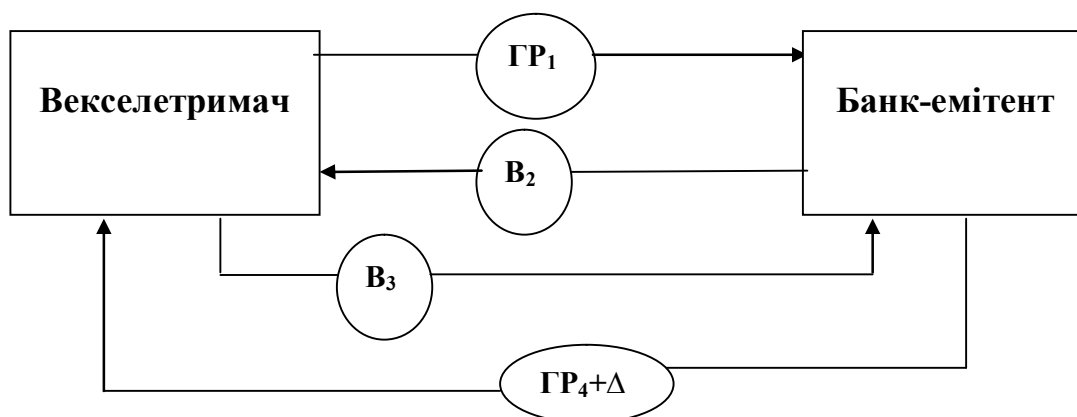 ГР₁
Векселетримач
Банк-емітент
В₂
В₃
ГР₄+Δ